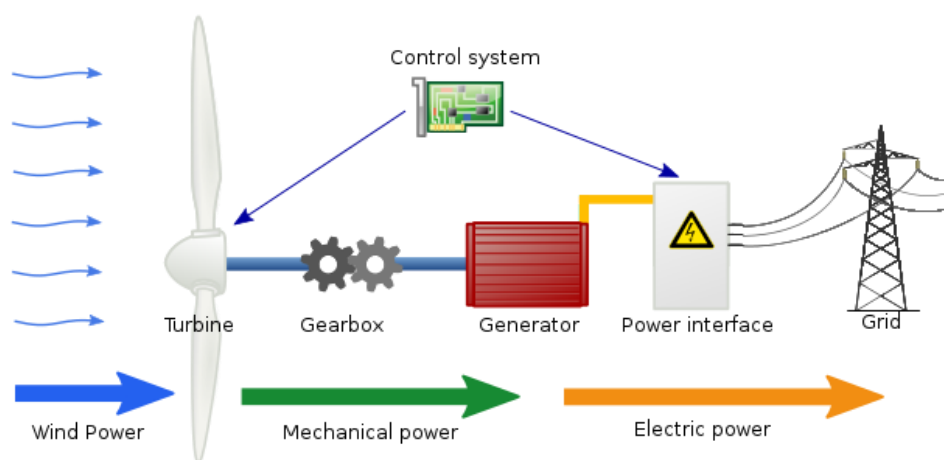 Control system
Turbine
Gearbox
Generator
Power interface
Grid
Wind Power
Mechanical power
Electric power